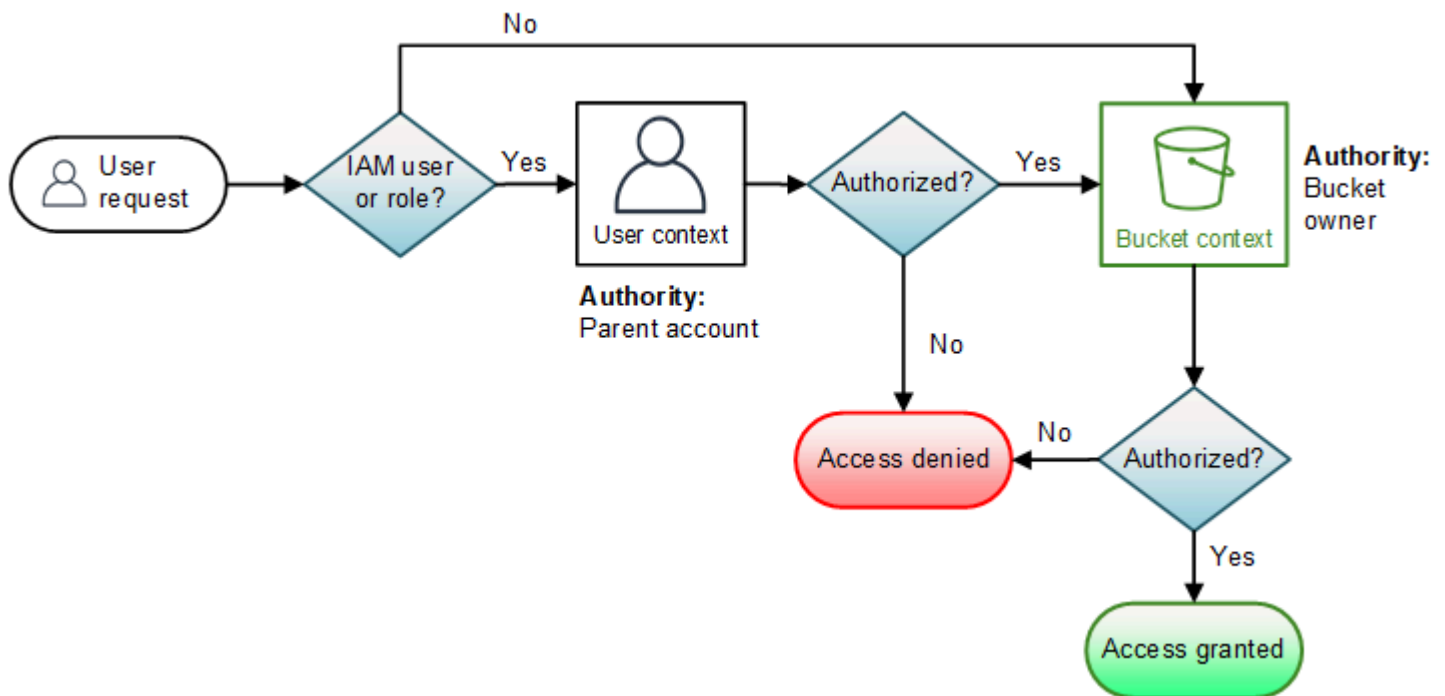 No
User
request
IAM user
or role?
Yes
User context
Authority:
Parent account
Authorized?
Yes
No
Bucket context
Authority:
Bucket
owner
Access denied
No
Authorized?
Yes
Access granted